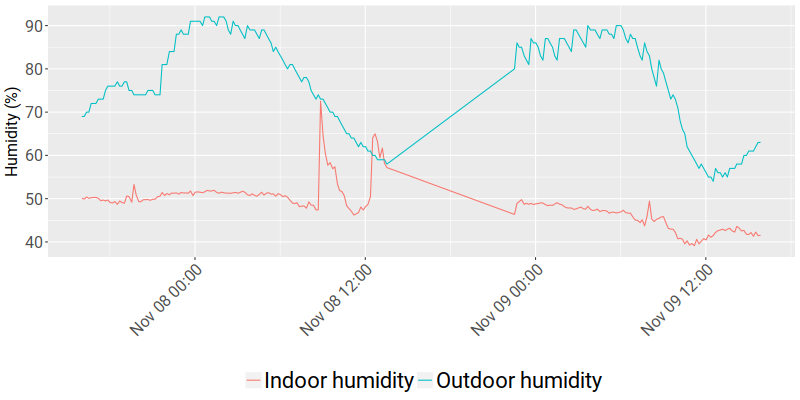 Humidity (%)
90
80
70
60
50
40
Nov 08 00:00
Nov 08 12:00
Nov 09 00:00
Nov 09 12:00
Indoor humidity
Outdoor humidity